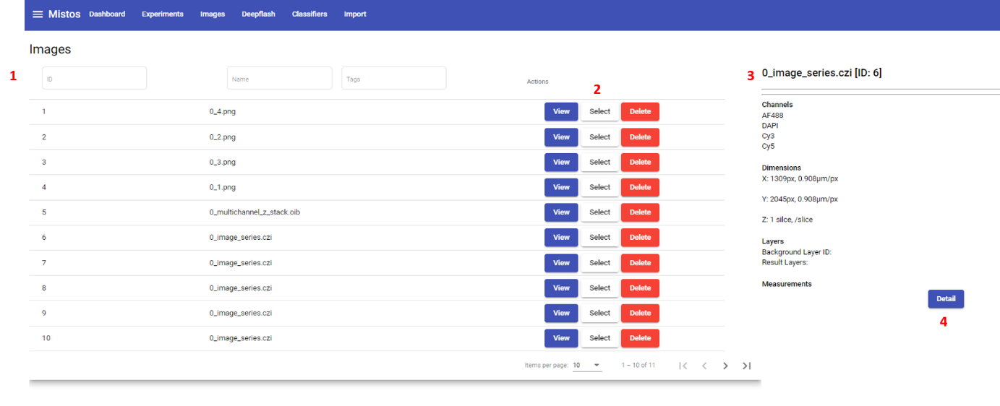 Mistos Dashboard Experiments Images Deepflash Classifiers Import
Images
1 ID Name Tags Actions
2
1 0_4.png View Select Delete
2 0_2.png View Select Delete
3 0_3.png View Select Delete
4 0_1.png View Select Delete
5 0_multichannel_z_stack.oib View Select Delete
6 0_image_series.czi View Select Delete
7 0_image_series.czi View Select Delete
8 0_image_series.czi View Select Delete
9 0_image_series.czi View Select Delete
10 0_image_series.czi View Select Delete
Items per page: 10 1 – 10 of 11
3 0_image_series.czi [ID: 6]
Channels
AF488
DAPI
Cy3
Cy5
Dimensions
X: 1309px, 0.908µm/px
Y: 2045px, 0.908µm/px
Z: 1 silce, /slice
Layers
Background Layer ID:
Result Layers:
Measurements
Detail
4